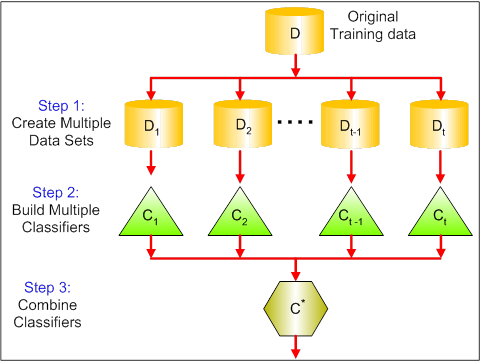 D
Original
Training data
Step 1:
Create Multiple
Data Sets
D1
D2
....
Dt-1
Dt
Step 2:
Build Multiple
Classifiers
C1
C2
Ct-1
Ct
Step 3:
Combine
Classifiers
C*